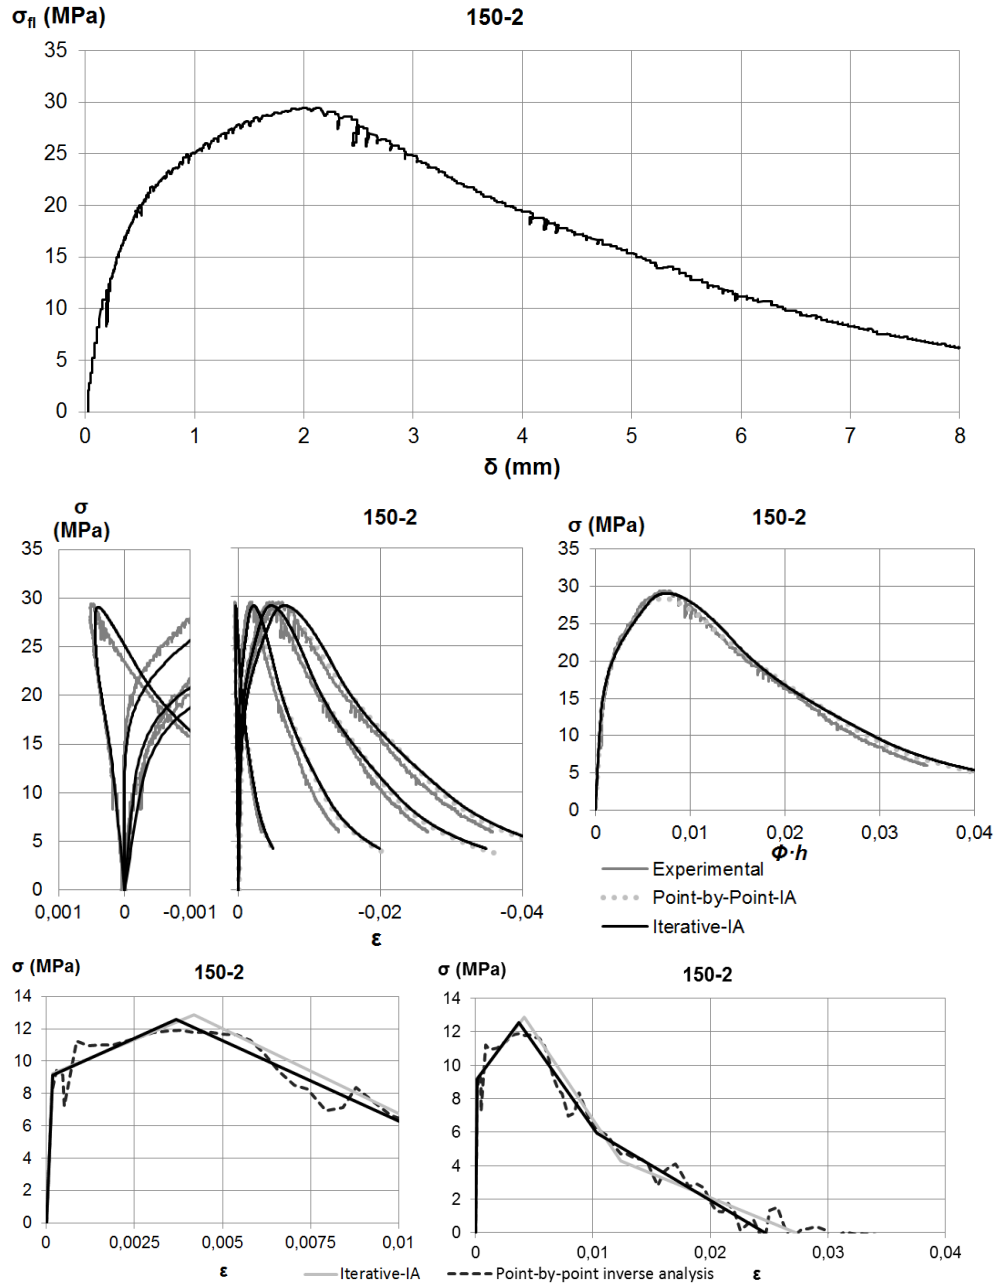 σfl (MPa)
150-2
35
30
25
20
15
10
5
0
0 1 2 3 4 5 6 7 8
δ (mm)
σ
(MPa)
150-2
35
30
25
20
15
10
5
0
0,001 0 -0,001
0 -0,02 -0,04
ε
σ (MPa)
150-2
35
30
25
20
15
10
5
0
0 0,01 0,02 0,03 0,04
Φ·h
Experimental
Point-by-Point-IA
Iterative-IA
σ (MPa)
150-2
14
12
10
8
6
4
2
0
0 0,0025 0,005 0,0075 0,01
ε
σ (MPa)
150-2
14
12
10
8
6
4
2
0
0 0,01 0,02 0,03 0,04
ε
Iterative-IA
Point-by-point inverse analysis